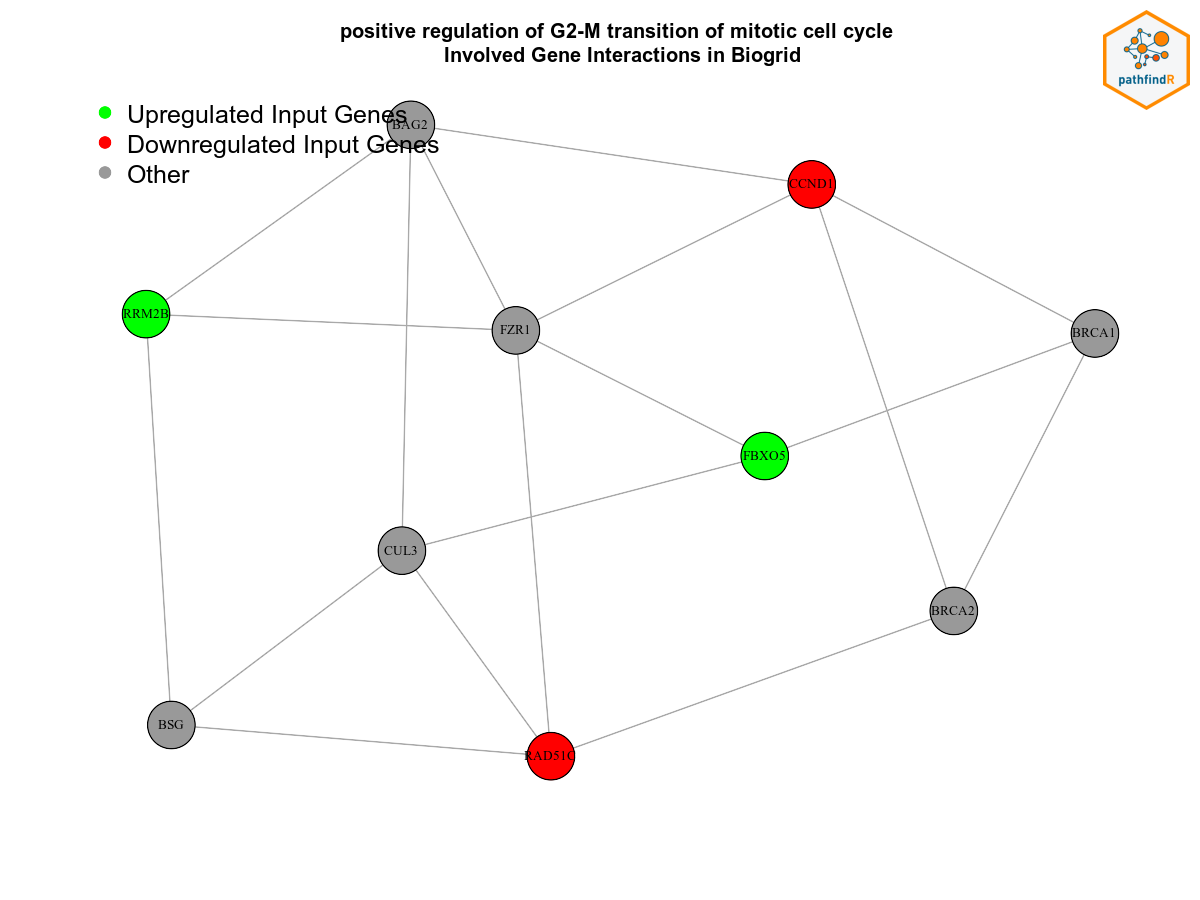 positive regulation of G2-M transition of mitotic cell cycle
Involved Gene Interactions in Biogrid
pathfindR
Upregulated Input Genes
Downregulated Input Genes
Other
BAG2
CCND1
RRM2B
FZR1
BRCA1
FBXO5
CUL3
BRCA2
BSG
RAD51C